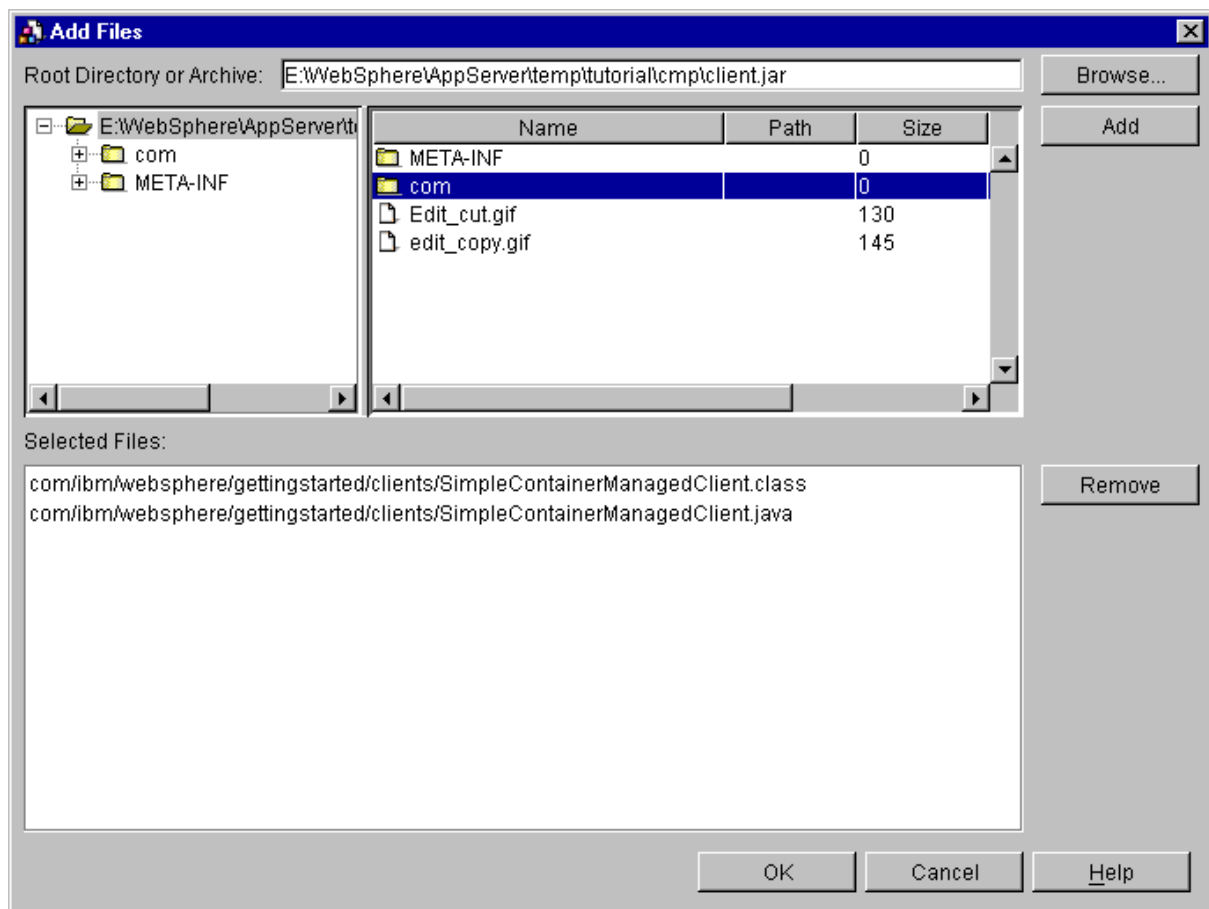 Add Files
Root Directory or Archive: E:\WebSphere\AppServer\temp\tutorial\cmp\client.jar Browse...
E:\WebSphere\AppServer\t
com
META-INF
Name Path Size
META-INF 0
com 0
Edit_cut.gif 130
edit_copy.gif 145
Add
Selected Files:
com/ibm/websphere/gettingstarted/clients/SimpleContainerManagedClient.class
com/ibm/websphere/gettingstarted/clients/SimpleContainerManagedClient.java
Remove
OK Cancel Help